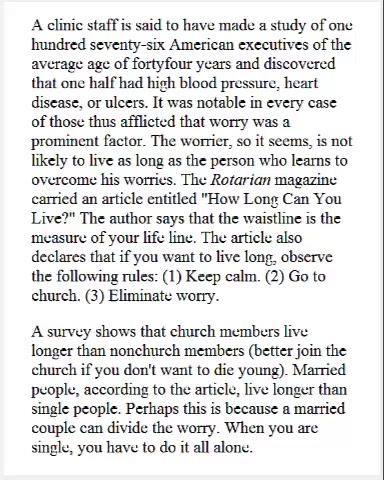 A clinic staff is said to have made a study of one
hundred seventy-six American executives of the
average age of fortyfour years and discovered
that one half had high blood pressure, heart
disease, or ulcers. It was notable in every case
of those thus afflicted that worry was a
prominent factor. The worrier, so it seems, is not
likely to live as long as the person who learns to
overcome his worries. The Rotarian magazine
carried an article entitled "How Long Can You
Live?" The author says that the waistline is the
measure of your life line. The article also
declares that if you want to live long, observe
the following rules: (1) Keep calm. (2) Go to
church. (3) Eliminate worry.
A survey shows that church members live
longer than nonchurch members (better join the
church if you don't want to die young). Married
people, according to the article, live longer than
single people. Perhaps this is because a married
couple can divide the worry. When you are
single, you have to do it all alone.